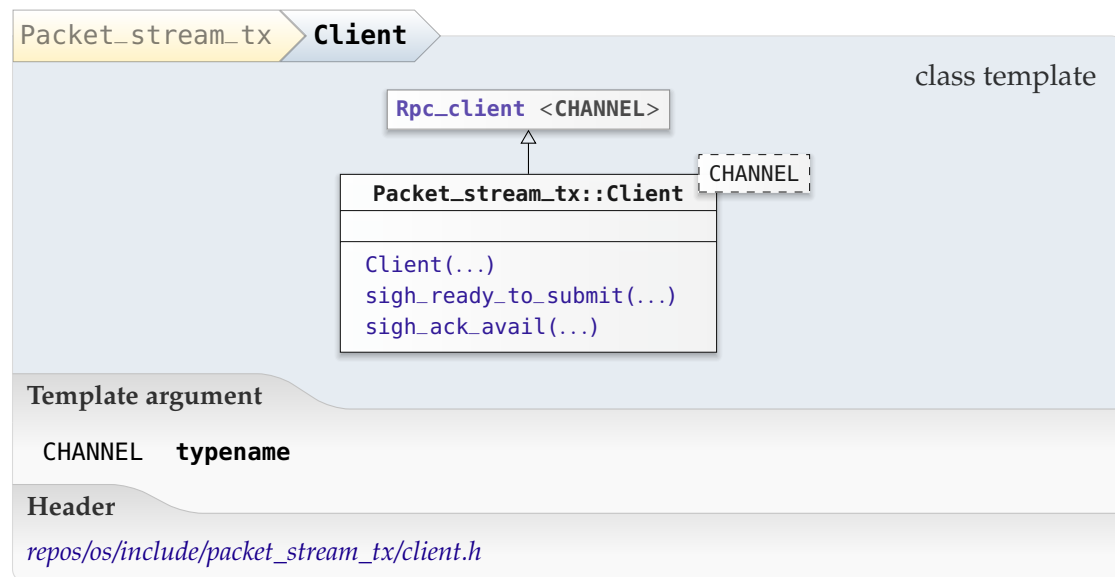 Packet_stream_tx Client
class template
Rpc_client <CHANNEL>
CHANNEL
Packet_stream_tx::Client
Client(...)
sigh_ready_to_submit(...)
sigh_ack_avail(...)
Template argument
CHANNEL typename
Header
repos/os/include/packet_stream_tx/client.h